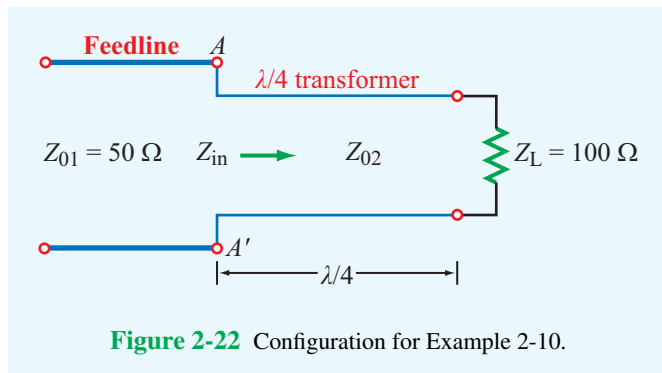 Feedline A
λ/4 transformer
Z01 = 50 Ω Zin Z02 ZL = 100 Ω
A'
λ/4
Figure 2-22 Configuration for Example 2-10.